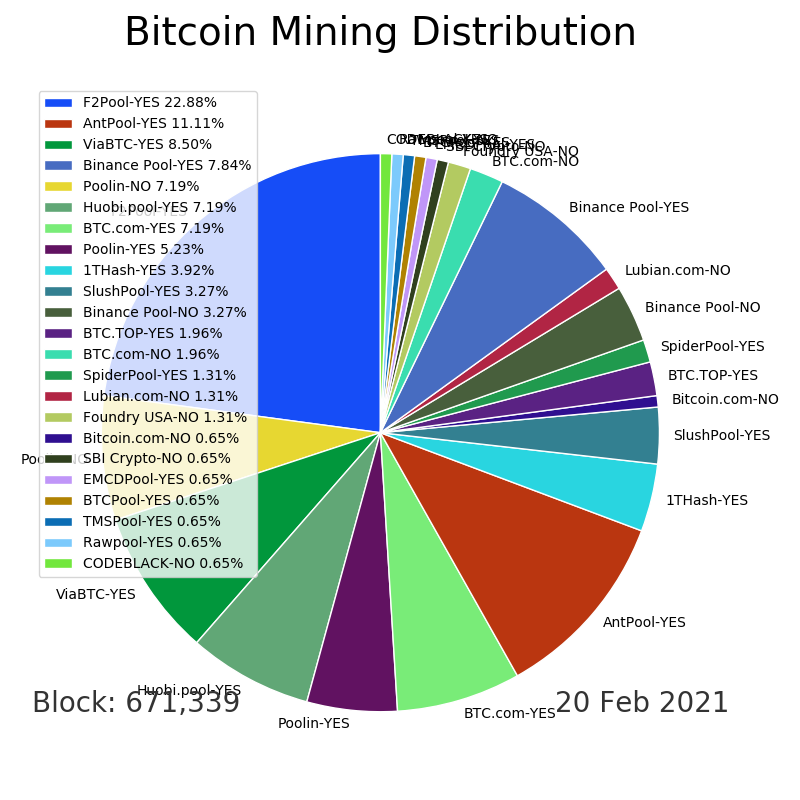 Bitcoin Mining Distribution
F2Pool-YES 22.88%
AntPool-YES 11.11%
ViaBTC-YES 8.50%
Binance Pool-YES 7.84%
Poolin-NO 7.19%
Huobi.pool-YES 7.19%
BTC.com-YES 7.19%
Poolin-YES 5.23%
1THash-YES 3.92%
SlushPool-YES 3.27%
Binance Pool-NO 3.27%
BTC.TOP-YES 1.96%
BTC.com-NO 1.96%
SpiderPool-YES 1.31%
Lubian.com-NO 1.31%
Foundry USA-NO 1.31%
Bitcoin.com-NO 0.65%
SBI Crypto-NO 0.65%
EMCDPool-YES 0.65%
BTCPool-YES 0.65%
TMSPool-YES 0.65%
Rawpool-YES 0.65%
CODEBLACK-NO 0.65%
Foundry USA-NO
BTC.com-NO
Binance Pool-YES
Lubian.com-NO
Binance Pool-NO
SpiderPool-YES
BTC.TOP-YES
Bitcoin.com-NO
SlushPool-YES
1THash-YES
AntPool-YES
BTC.com-YES
Poolin-YES
Huobi.pool-YES
ViaBTC-YES
Poolin-NO
F2Pool-YES
Block: 671,339
20 Feb 2021